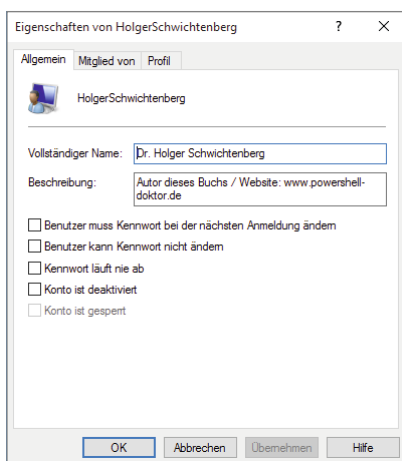 Eigenschaften von HolgerSchwichtenberg ? ×
Allgemein Mitglied von Profil
HolgerSchwichtenberg
Vollständiger Name: Dr. Holger Schwichtenberg
Beschreibung: Autor dieses Buchs / Website: www.powershell-
doktor.de
Benutzer muss Kennwort bei der nächsten Anmeldung ändern
Benutzer kann Kennwort nicht ändern
Kennwort läuft nie ab
Konto ist deaktiviert
Konto ist gesperrt
OK Abbrechen Übernehmen Hilfe